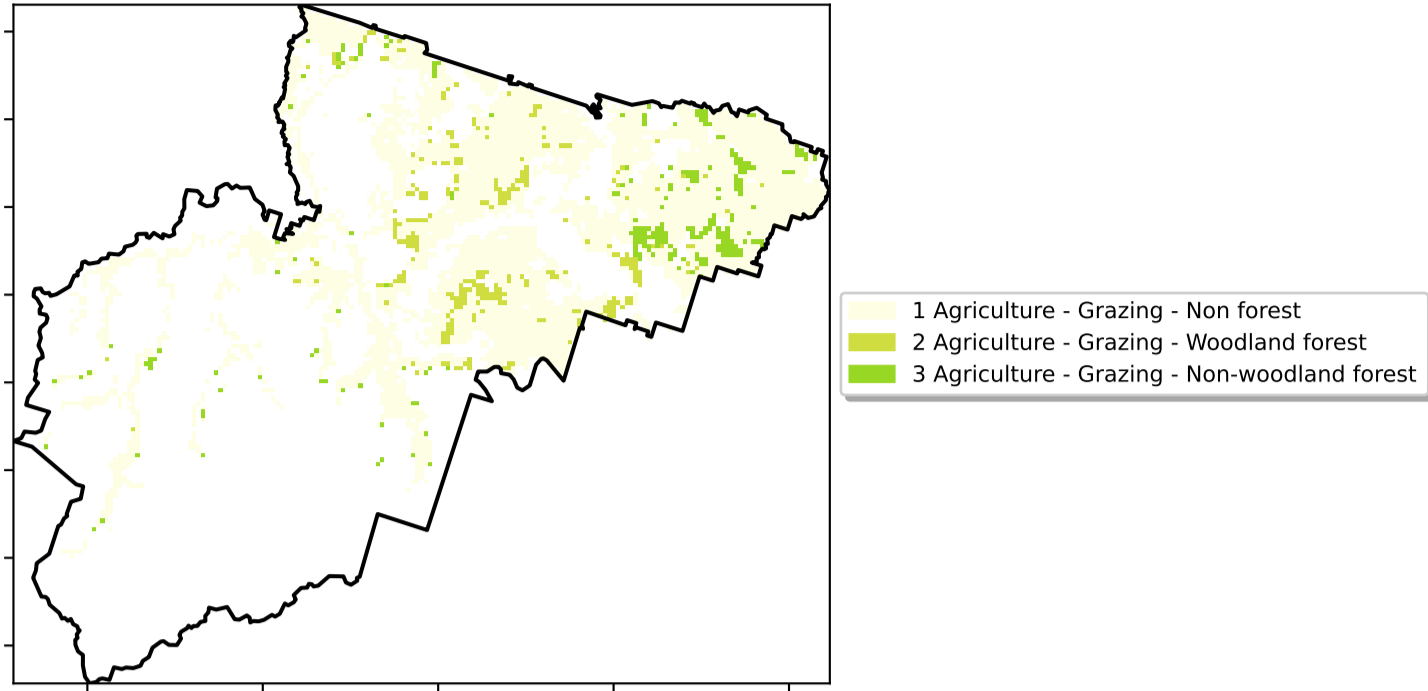 1 Agriculture - Grazing - Non forest
2 Agriculture - Grazing - Woodland forest
3 Agriculture - Grazing - Non-woodland forest